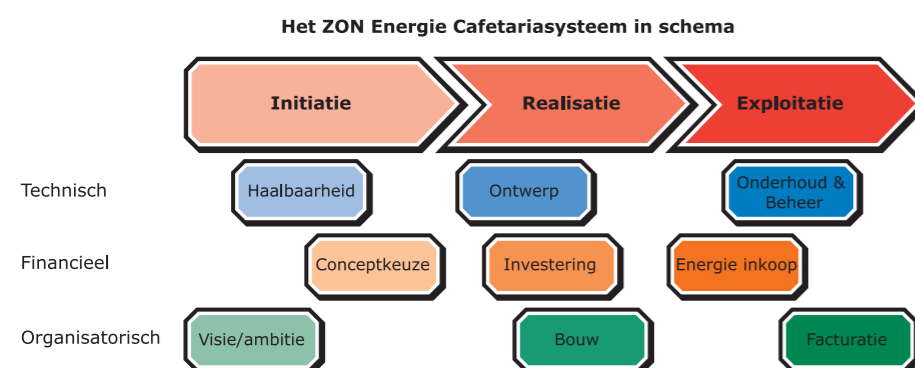 Het ZON Energie Cafetariasysteem in schema
Initiatie Realisatie Exploitatie
Technisch Haalbaarheid Ontwerp Onderhoud &
Beheer
Financieel Conceptkeuze Investering Energie inkoop
Organisatorisch Visie/ambitie Bouw Facturatie